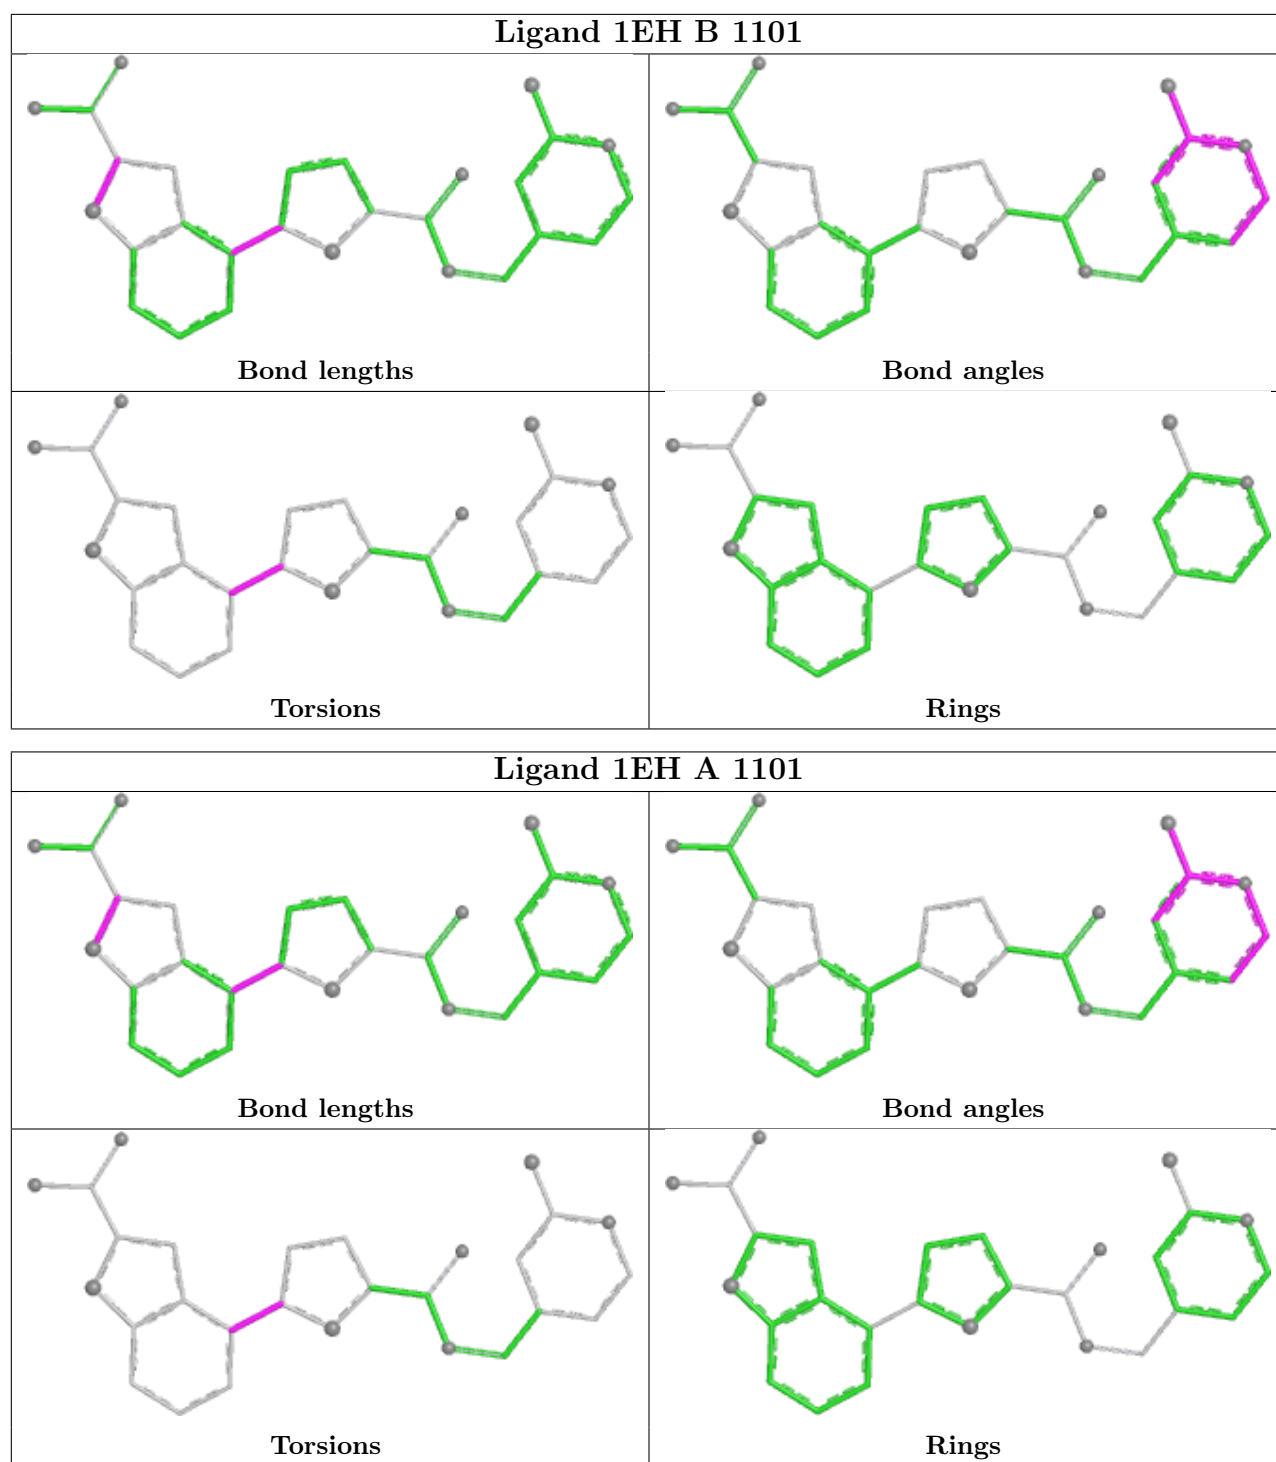 Ligand 1EH B 1101
Bond lengths
Bond angles
Torsions
Rings
Ligand 1EH A 1101
Bond lengths
Bond angles
Torsions
Rings